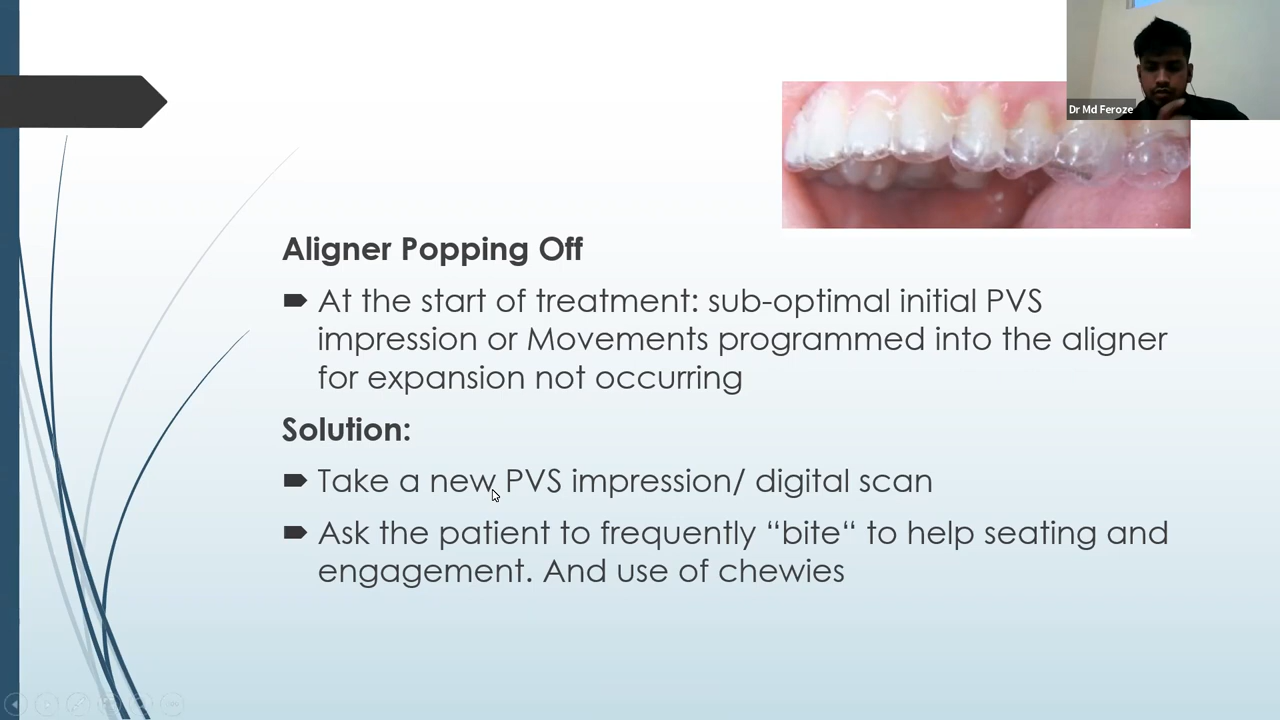 Dr Md Feroze
Aligner Popping Off
At the start of treatment: sub-optimal initial PVS
impression or Movements programmed into the aligner
for expansion not occurring
Solution:
Take a new PVS impression/ digital scan
Ask the patient to frequently “bite“ to help seating and
engagement. And use of chewies